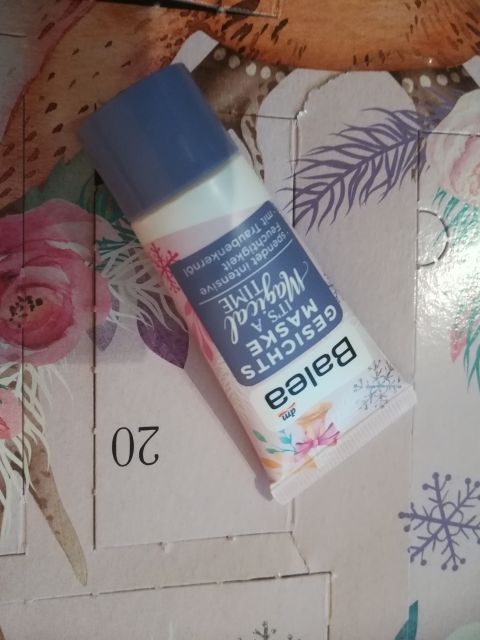 dm
Balea
GESICHTS
MASKE
IT'S A
Magical
TIME
· spendet intensive
Feuchtigkeit
mit Traubenkernöl
20